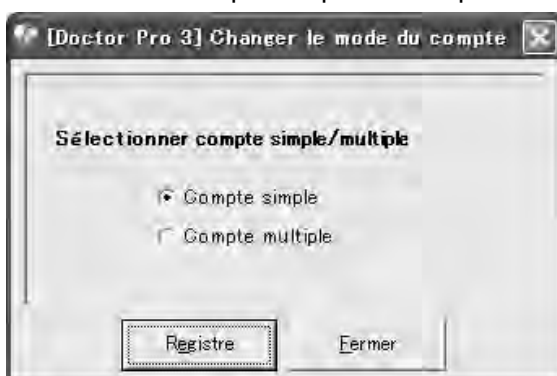 [Doctor Pro 3] Changer le mode du compte
Sélectionner compte simple/multiple
Compte simple
Compte multiple
Registre Fermer